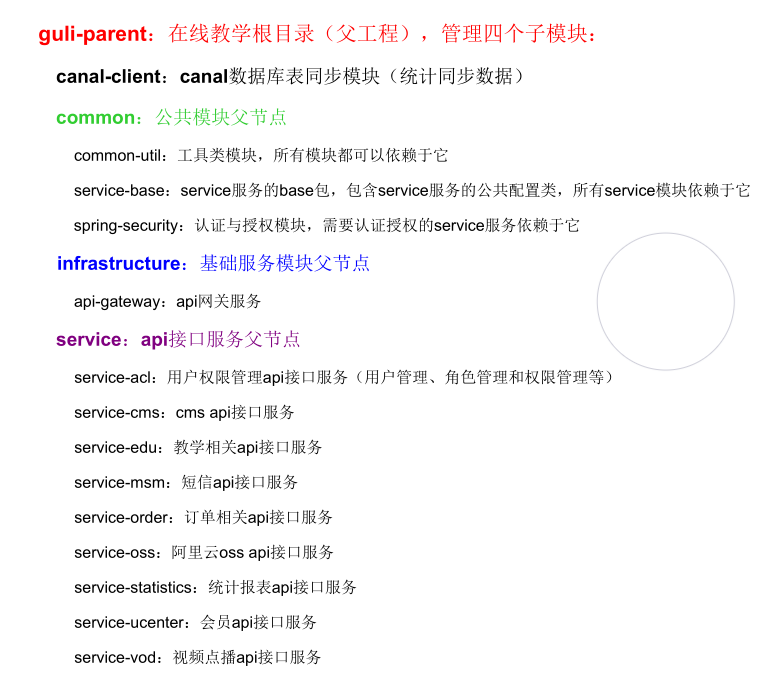 guli-parent：在线教学根目录（父工程），管理四个子模块：
canal-client：canal数据库表同步模块（统计同步数据）
common：公共模块父节点
common-util：工具类模块，所有模块都可以依赖于它
service-base：service服务的base包，包含service服务的公共配置类，所有service模块依赖于它
spring-security：认证与授权模块，需要认证授权的service服务依赖于它
infrastructure：基础服务模块父节点
api-gateway：api网关服务
service：api接口服务父节点
service-acl：用户权限管理api接口服务（用户管理、角色管理和权限管理等）
service-cms：cms api接口服务
service-edu：教学相关api接口服务
service-msm：短信api接口服务
service-order：订单相关api接口服务
service-oss：阿里云oss api接口服务
service-statistics：统计报表api接口服务
service-ucenter：会员api接口服务
service-vod：视频点播api接口服务